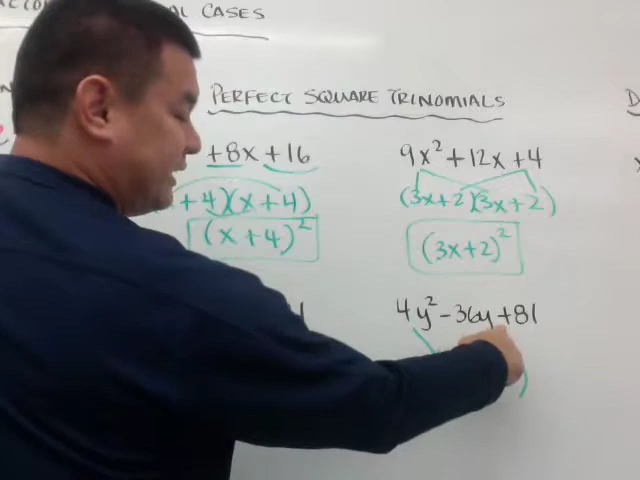 CASES
PERFECT SQUARE TRINOMIALS
+8x +16
+4)(x+4)
(x+4)²
9x² +12x +4
(3x+2)(3x+2)
(3x+2)²
4y² -36y +81